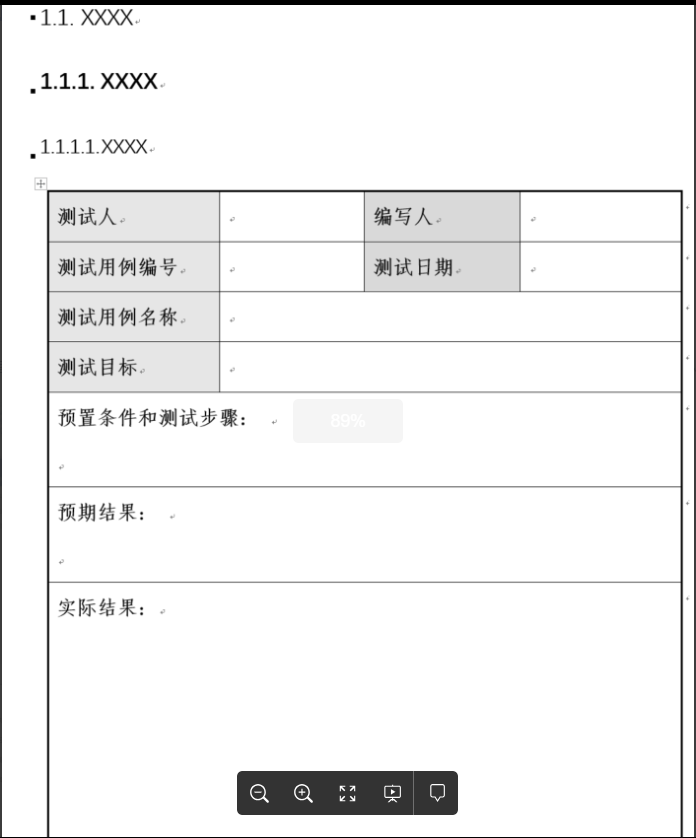 1.1. XXXX
1.1.1. XXXX
1.1.1.1.XXXX
测试人 编写人
测试用例编号 测试日期
测试用例名称
测试目标
预置条件和测试步骤：
89%
预期结果：
实际结果：